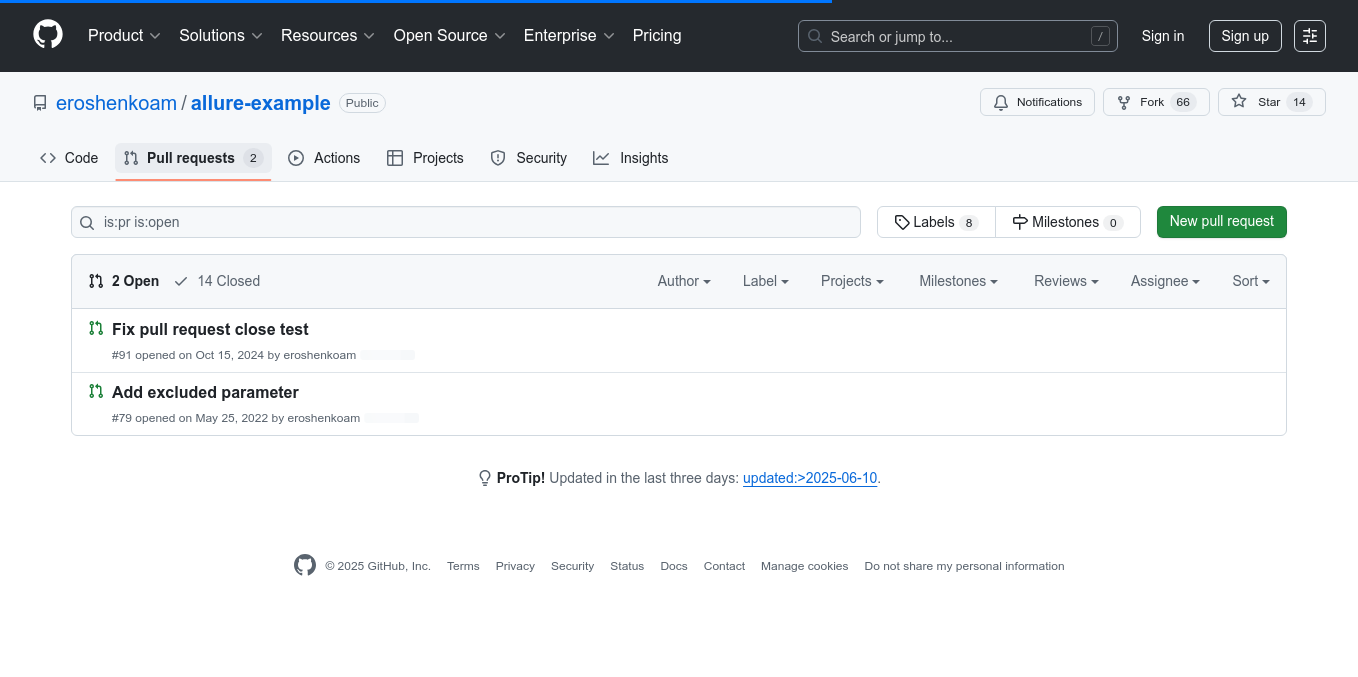 Product Solutions Resources Open Source Enterprise Pricing Search or jump to... / Sign in Sign up
eroshenkoam / allure-example Public Notifications Fork 66 Star 14
Code Pull requests 2 Actions Projects Security Insights
is:pr is:open Labels 8 Milestones 0 New pull request
2 Open 14 Closed Author Label Projects Milestones Reviews Assignee Sort
Fix pull request close test
#91 opened on Oct 15, 2024 by eroshenkoam
Add excluded parameter
#79 opened on May 25, 2022 by eroshenkoam
ProTip! Updated in the last three days: updated:>2025-06-10.
© 2025 GitHub, Inc. Terms Privacy Security Status Docs Contact Manage cookies Do not share my personal information